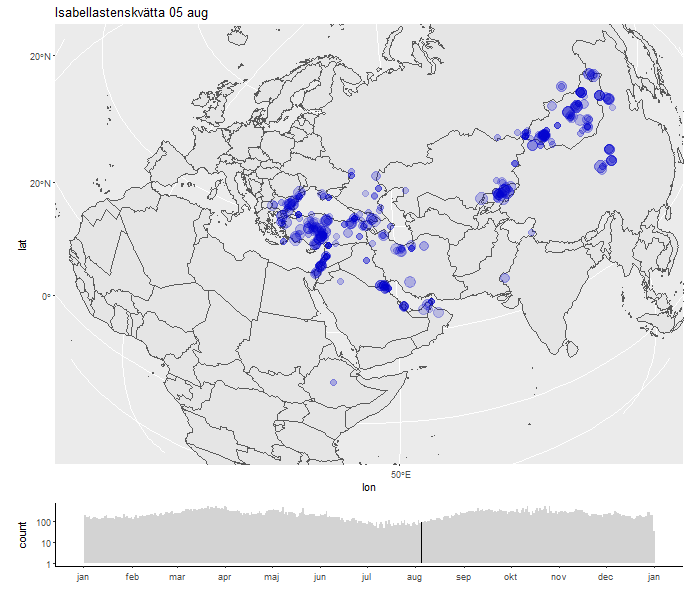 Isabellastenskvätta 05 aug
20°N
20°N
0°
lat
50°E
lon
count
100
10
1
jan feb mar apr maj jun jul aug sep okt nov dec jan